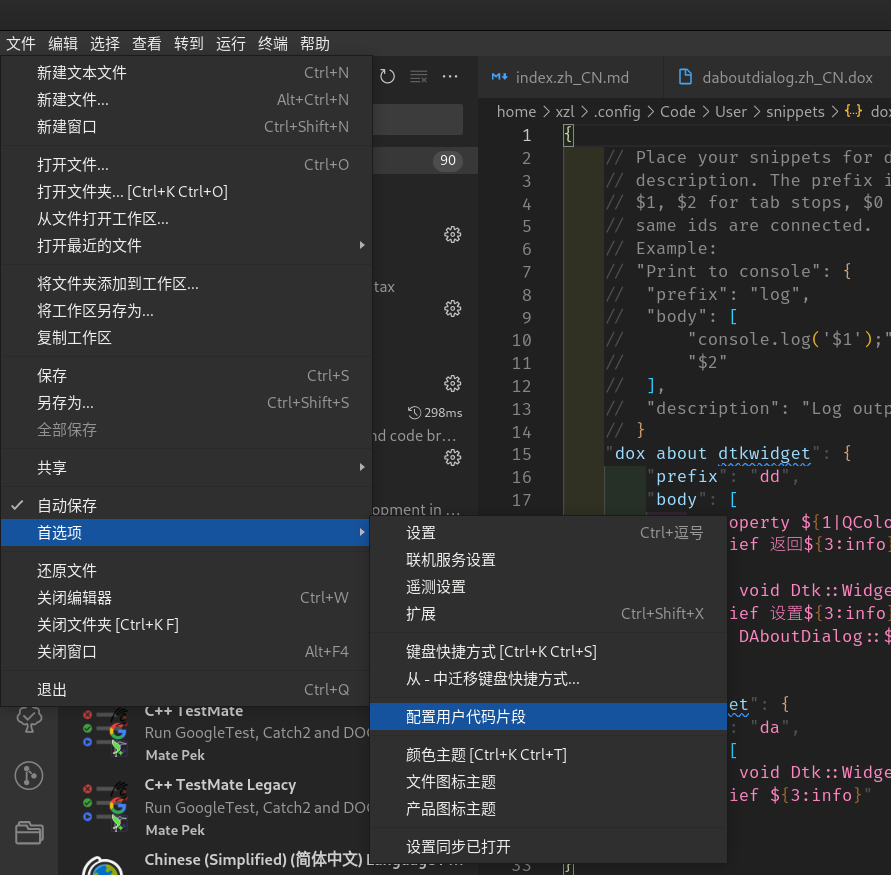 文件 编辑 选择 查看 转到 运行 终端 帮助
新建文本文件 Ctrl+N
新建文件... Alt+Ctrl+N
新建窗口 Ctrl+Shift+N
打开文件... Ctrl+O
打开文件夹... [Ctrl+K Ctrl+O]
从文件打开工作区...
打开最近的文件
将文件夹添加到工作区...
将工作区另存为...
复制工作区
保存 Ctrl+S
另存为... Ctrl+Shift+S
全部保存
共享
自动保存
首选项
还原文件
关闭编辑器 Ctrl+W
关闭文件夹 [Ctrl+K F]
关闭窗口 Alt+F4
退出 Ctrl+Q
90
tax
298ms
nd code br...
opment in ...
C++ TestMate
Run GoogleTest, Catch2 and DOC
Mate Pek
C++ TestMate Legacy
Run GoogleTest, Catch2 and DOC
Mate Pek
Chinese (Simplified) (简体中文)
设置 Ctrl+逗号
联机服务设置
遥测设置
扩展 Ctrl+Shift+X
键盘快捷方式 [Ctrl+K Ctrl+S]
从 - 中迁移键盘快捷方式...
配置用户代码片段
颜色主题 [Ctrl+K Ctrl+T]
文件图标主题
产品图标主题
设置同步已打开
index.zh_CN.md daboutdialog.zh_CN.dox
home > xzl > .config > Code > User > snippets > {..} dox
1 {
2 // Place your snippets for d
3 // description. The prefix i
4 // $1, $2 for tab stops, $0
5 // same ids are connected.
6 // Example:
7 // "Print to console": {
8 // "prefix": "log",
9 // "body": [
10 // "console.log('$1');"
11 // "$2"
12 // ],
13 // "description": "Log outp
14 // }
15 "dox about dtkwidget": {
16 "prefix": "dd",
17 "body": [
operty ${1|QColo
ief 返回${3:info}
void Dtk::Widge
ief 设置${3:info}
DAboutDialog::$
et": {
: "da",
[
void Dtk::Widge
ief ${3:info}"
33 }